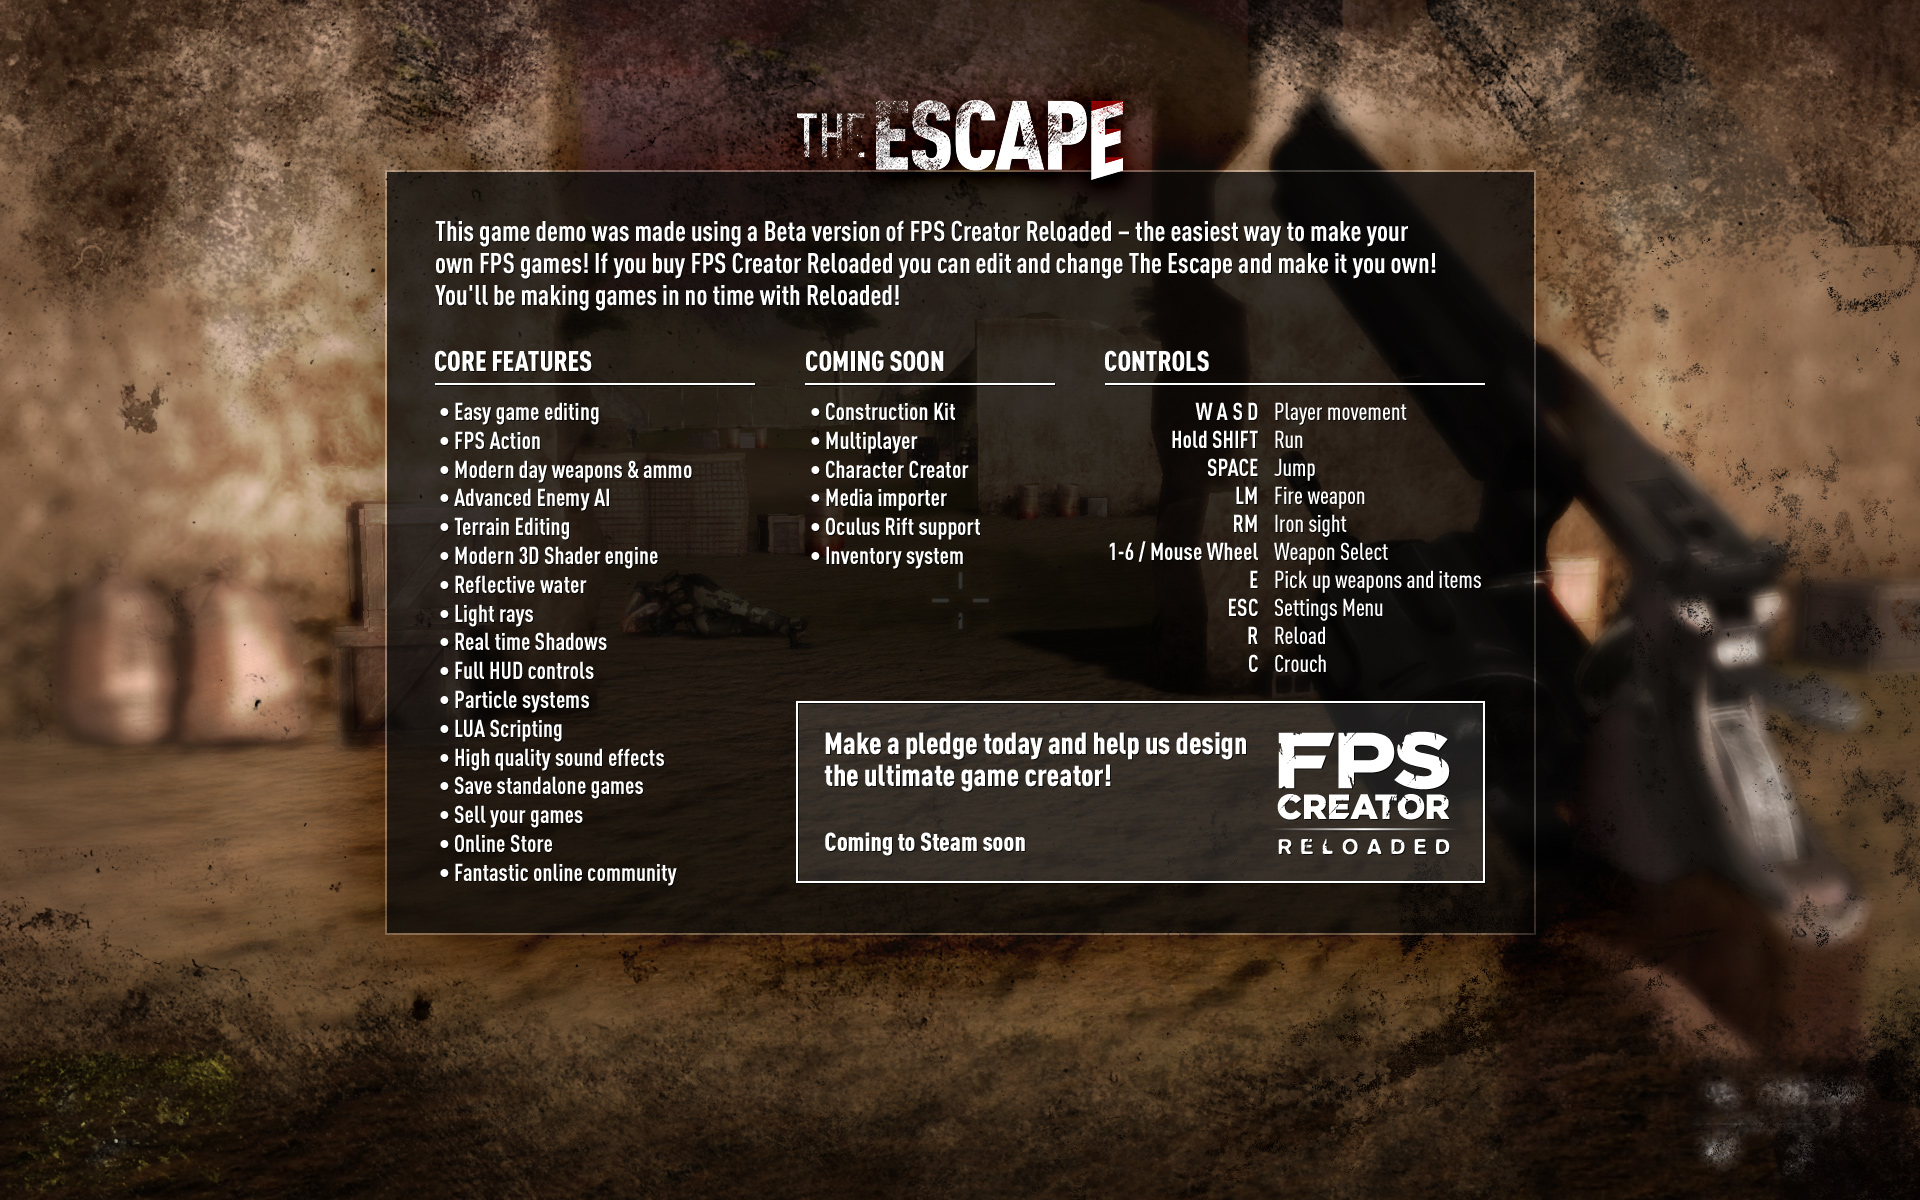 THE ESCAPE
This game demo was made using a Beta version of FPS Creator Reloaded – the easiest way to make your
own FPS games! If you buy FPS Creator Reloaded you can edit and change The Escape and make it you own!
You'll be making games in no time with Reloaded!
CORE FEATURES
• Easy game editing
• FPS Action
• Modern day weapons & ammo
• Advanced Enemy AI
• Terrain Editing
• Modern 3D Shader engine
• Reflective water
• Light rays
• Real time Shadows
• Full HUD controls
• Particle systems
• LUA Scripting
• High quality sound effects
• Save standalone games
• Sell your games
• Online Store
• Fantastic online community
COMING SOON
• Construction Kit
• Multiplayer
• Character Creator
• Media importer
• Oculus Rift support
• Inventory system
CONTROLS
W A S D Player movement
Hold SHIFT Run
SPACE Jump
LM Fire weapon
RM Iron sight
1-6 / Mouse Wheel Weapon Select
E Pick up weapons and items
ESC Settings Menu
R Reload
C Crouch
Make a pledge today and help us design
the ultimate game creator!
Coming to Steam soon
FPS
CREATOR
RELOADED